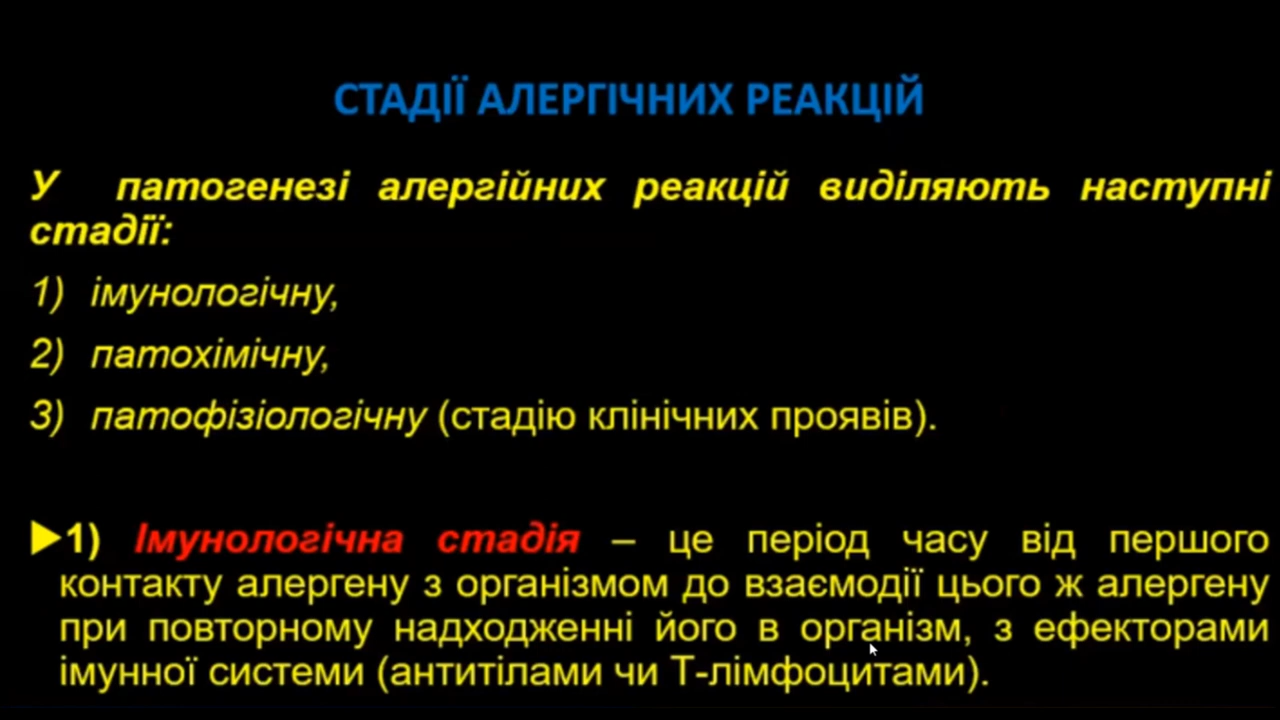 СТАДІЇ АЛЕРГІЧНИХ РЕАКЦІЙ
У патогенезі алергійних реакцій виділяють наступні
стадії:
1) імунологічну,
2) патохімічну,
3) патофізіологічну (стадію клінічних проявів).
▶1) Імунологічна стадія – це період часу від першого
контакту алергену з організмом до взаємодії цього ж алергену
при повторному надходженні його в організм, з ефекторами
імунної системи (антитілами чи Т-лімфоцитами).